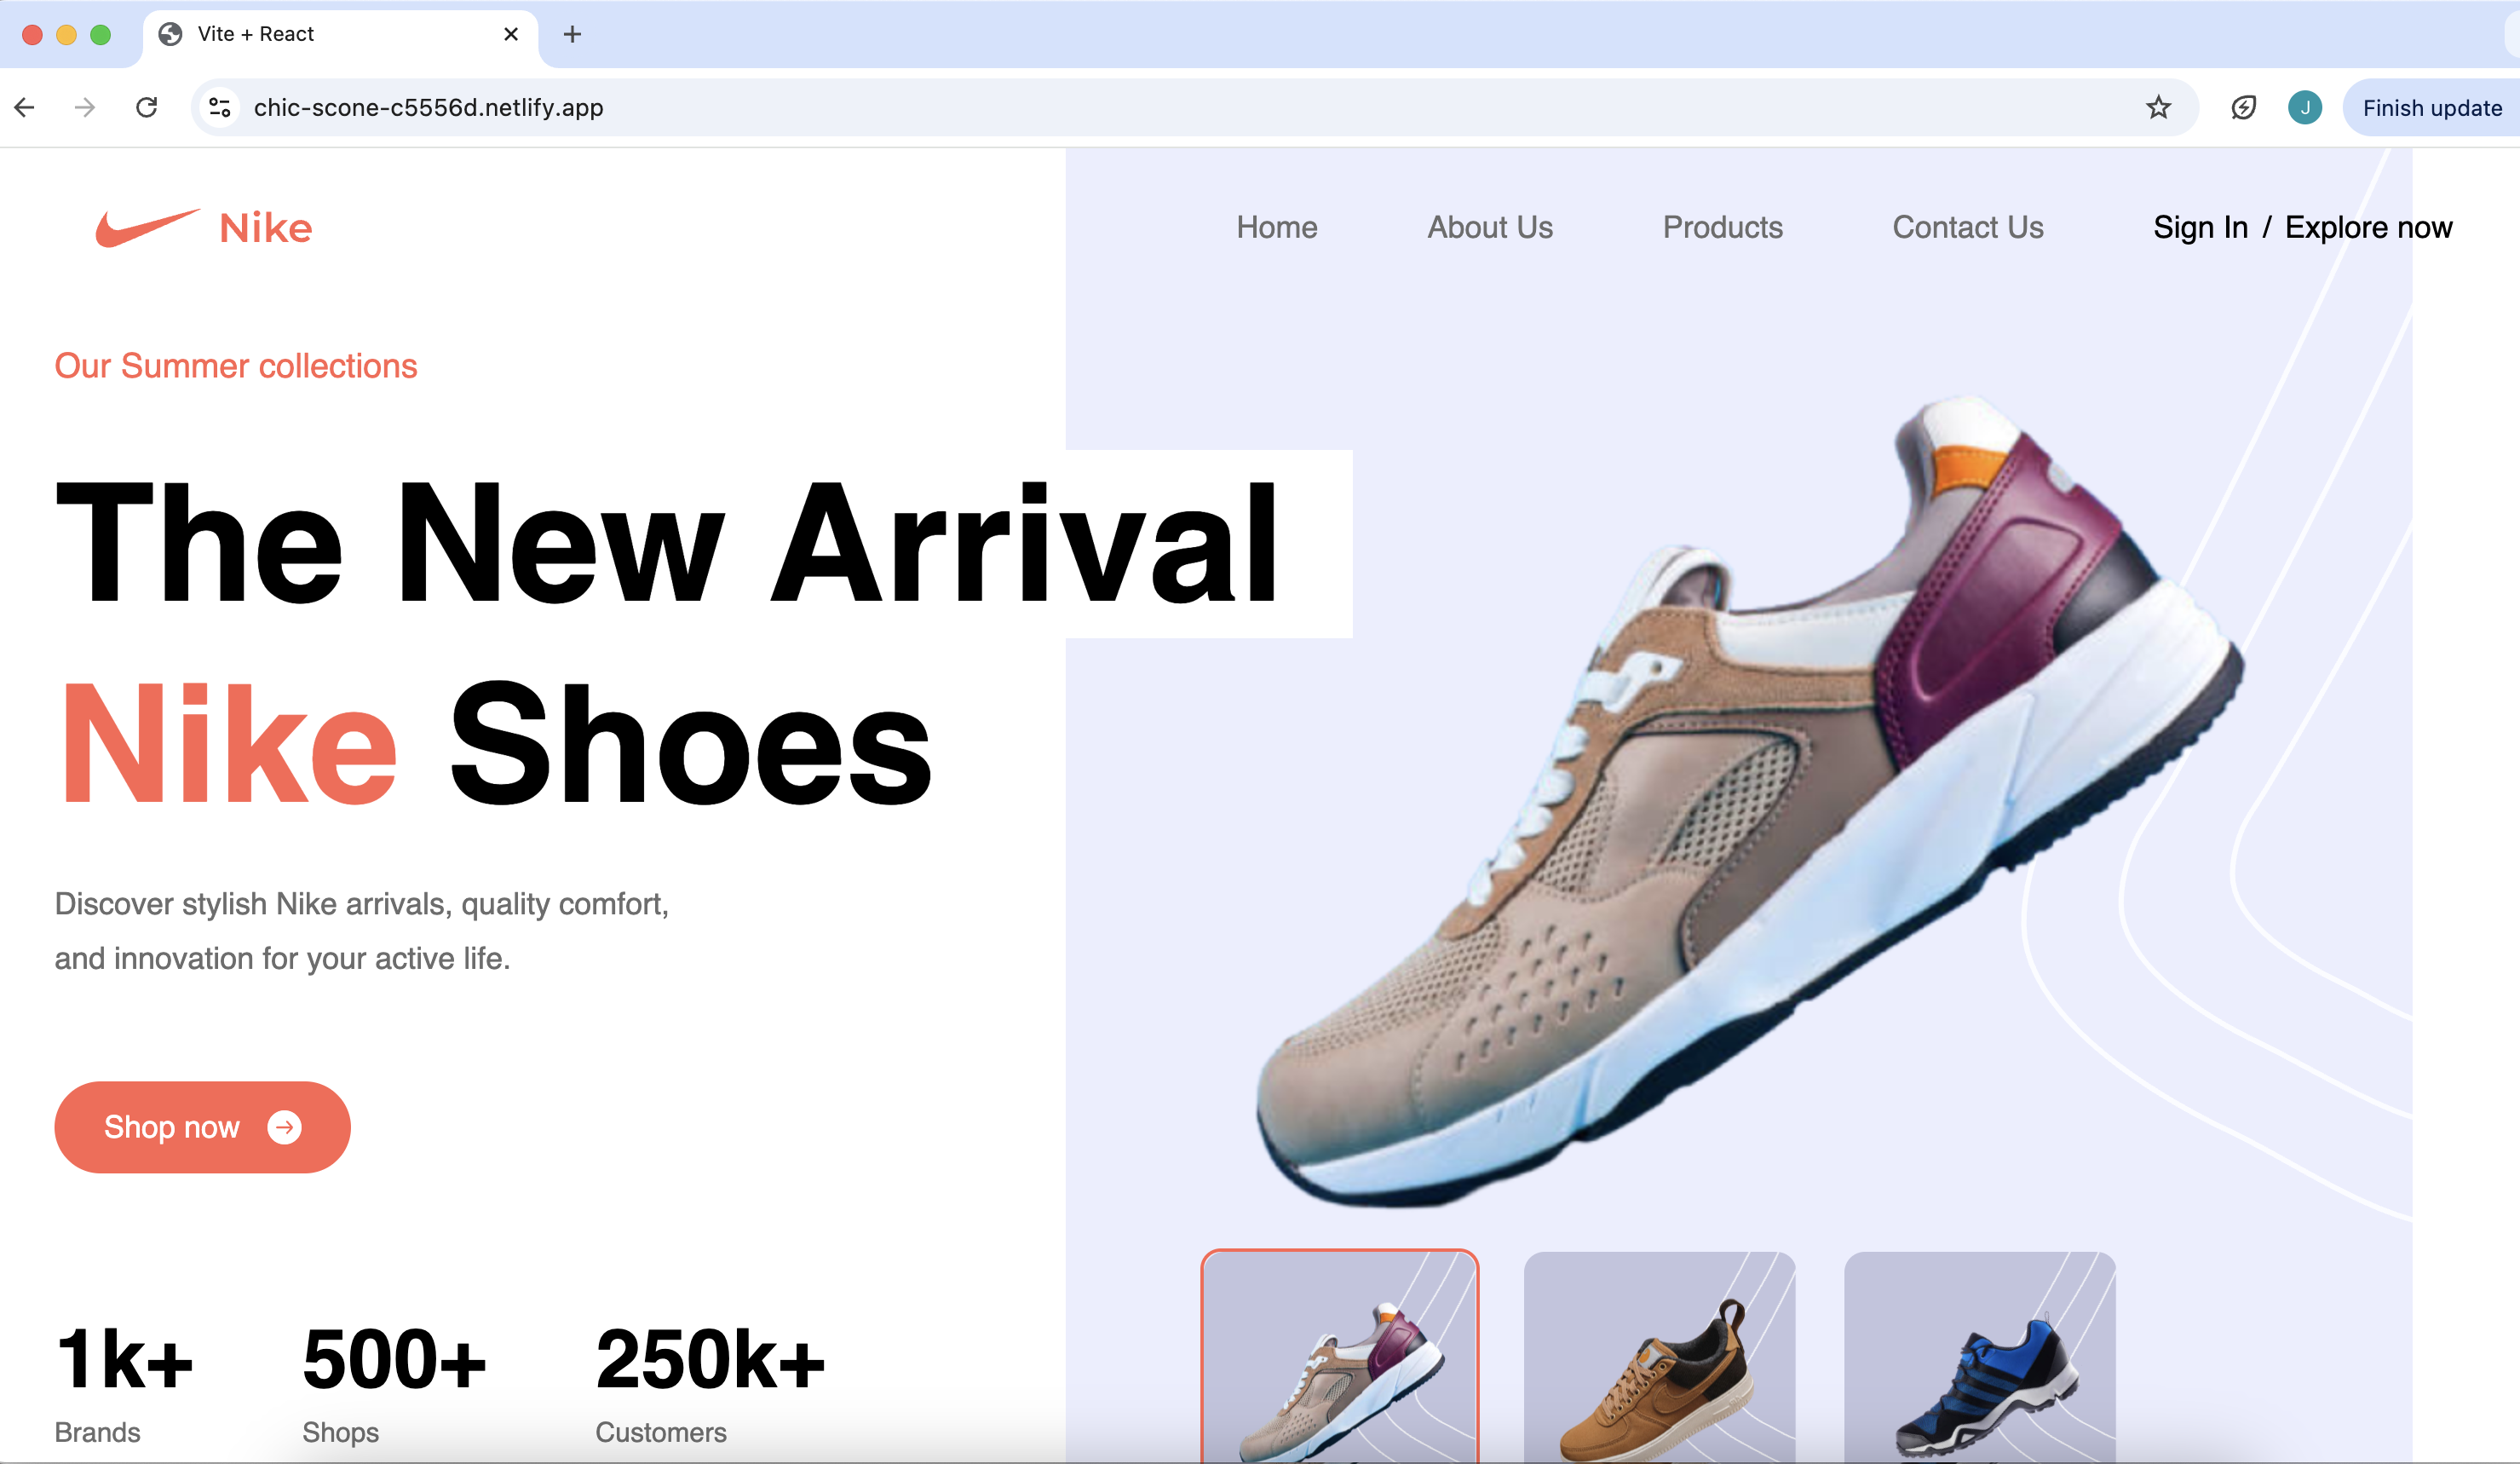 Vite + React
chic-scone-c5556d.netlify.app
J
Finish update
Nike
Home
About Us
Products
Contact Us
Sign In / Explore now
Our Summer collections
The New Arrival
Nike Shoes
Discover stylish Nike arrivals, quality comfort,
and innovation for your active life.
Shop now
1k+
500+
250k+
Brands
Shops
Customers